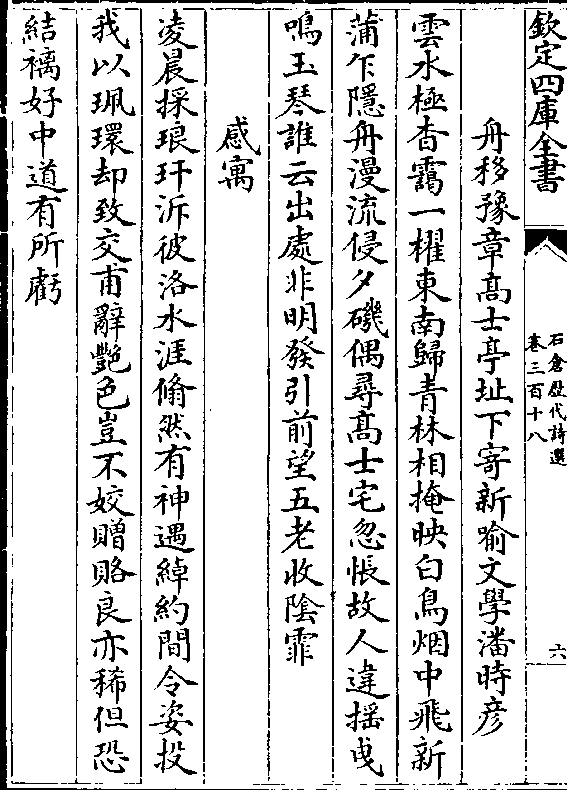 欽定四庫全書
石倉歷代詩選
卷三百十八
六
舟移豫章髙士亭址下寄新喻文學潘時彦
雲水極杳靄一櫂東南歸青林相掩映白鳥烟中飛新
蒲乍隱舟漫流侵夕磯偶尋髙士宅忽悵故人違揺曵
鳴玉琴誰云出處非明發引前望五老收陰霏
感寓
凌晨採琅玕泝彼洛水涯翛然有神遇綽約間令姿投
我以珮環却致交甫辭艷色豈不姣贈賂良亦稀但恐
結褵好中道有所虧